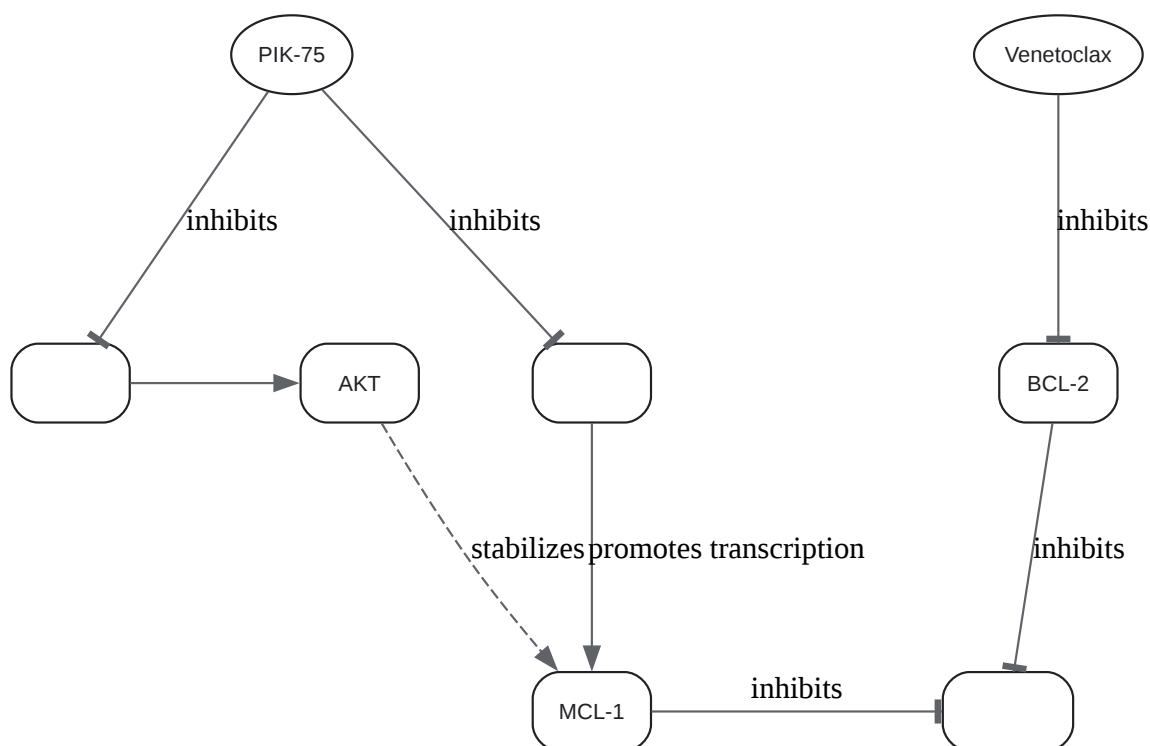 PIK-75
Venetoclax
inhibits
inhibits
inhibits
AKT
BCL-2
stabilizes
promotes transcription
inhibits
MCL-1
inhibits